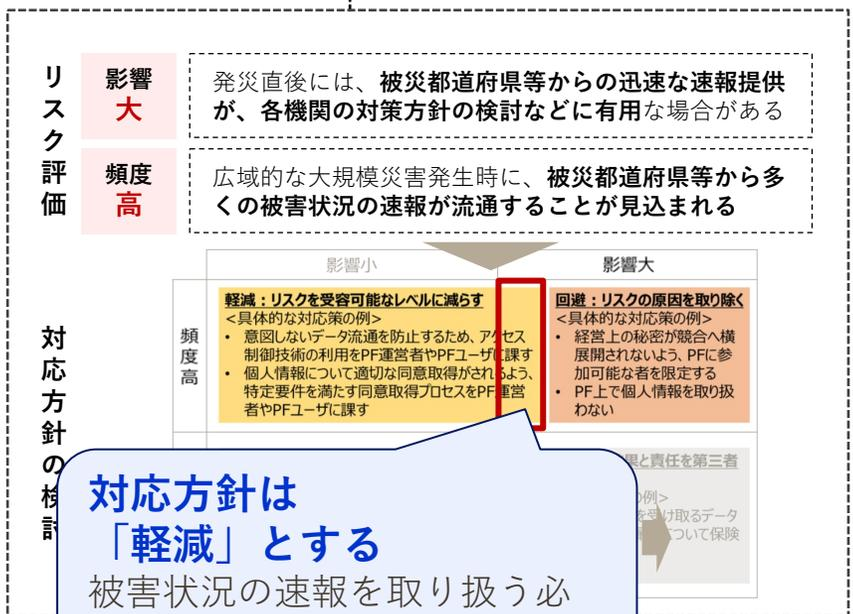 リスク評価
影響
大
発災直後には、被災都道府県等からの迅速な速報提供
が、各機関の対策方針の検討などに有用な場合がある
頻度
高
広域的な大規模災害発生時に、被災都道府県等から多
くの被害状況の速報が流通することが見込まれる
対応方針の検討
影響小
影響大
頻度高
軽減：リスクを受容可能なレベルに減らす
<具体的な対応策の例>
• 意図しないデータ流通を防止するため、アクセス
制御技術の利用をPF運営者やPFユーザに課す
• 個人情報について適切な同意取得がされるよう、
特定要件を満たす同意取得プロセスをPF運営
者やPFユーザに課す
回避：リスクの原因を取り除く
<具体的な対応策の例>
• 経営上の秘密が競合へ横
展開されないよう、PFに参
加可能な者を限定する
• PF上で個人情報を取り扱
わない
果と責任を第三者
の例>
を受け取るデータ
について保険
対応方針は
「軽減」とする
被害状況の速報を取り扱う必